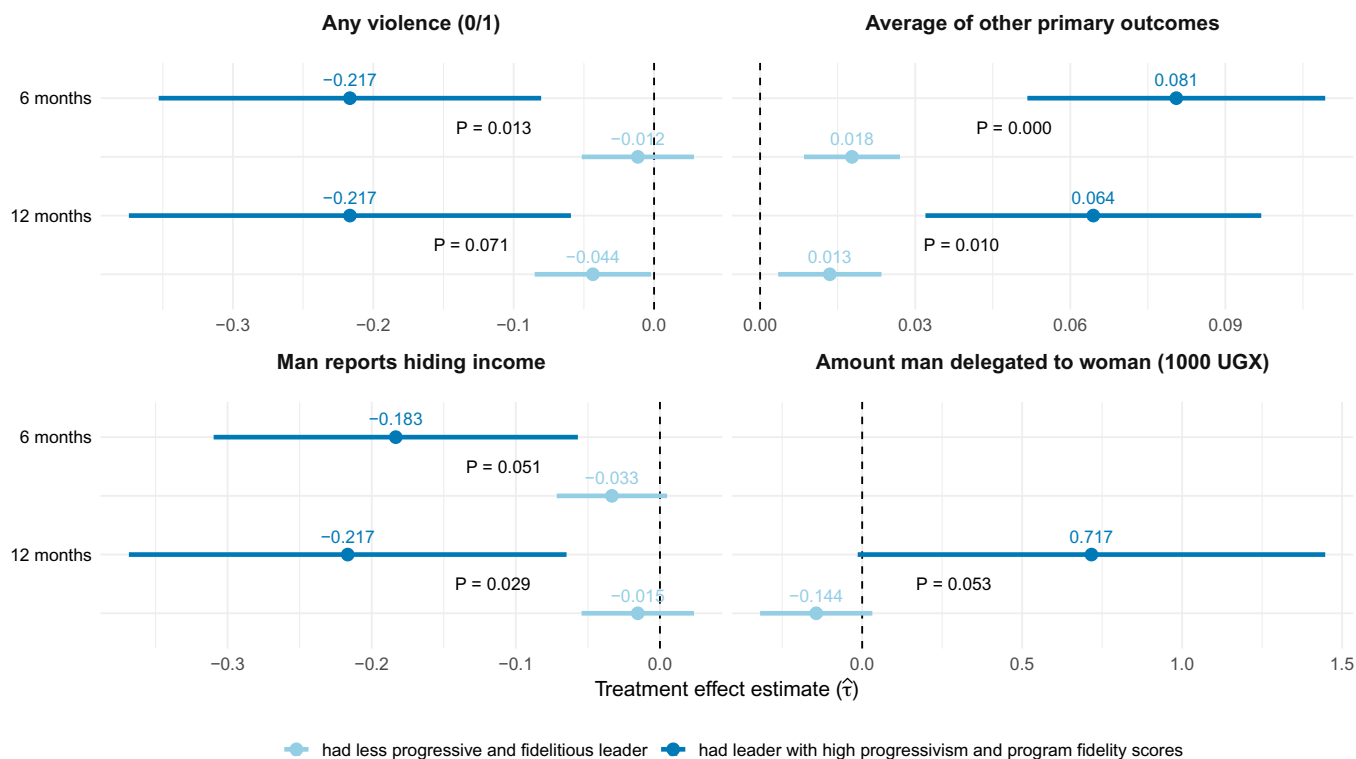 Any violence (0/1)
Average of other primary outcomes
6 months
−0.217
P = 0.013
−0.012
0.081
P = 0.000
0.018
12 months
−0.217
P = 0.071
−0.044
0.064
P = 0.010
0.013
−0.3 −0.2 −0.1 0.0
0.00 0.03 0.06 0.09
Man reports hiding income
Amount man delegated to woman (1000 UGX)
6 months
−0.183
P = 0.051
−0.033
12 months
−0.217
P = 0.029
−0.015
0.717
P = 0.053
−0.144
−0.3 −0.2 −0.1 0.0
0.0 0.5 1.0 1.5
Treatment effect estimate (τ̂)
had less progressive and fidelitious leader
had leader with high progressivism and program fidelity scores